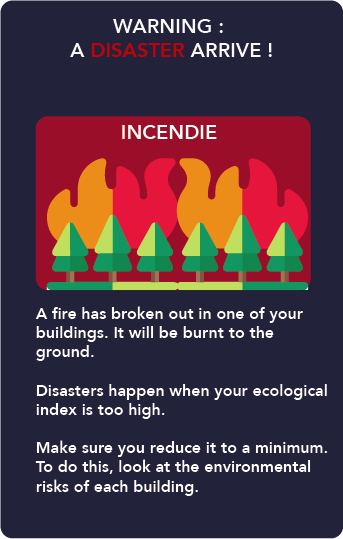 WARNING :
A DISASTER ARRIVE !
INCENDIE
A fire has broken out in one of your
buildings. It will be burnt to the
ground.
Disasters happen when your ecological
index is too high.
Make sure you reduce it to a minimum.
To do this, look at the environmental
risks of each building.